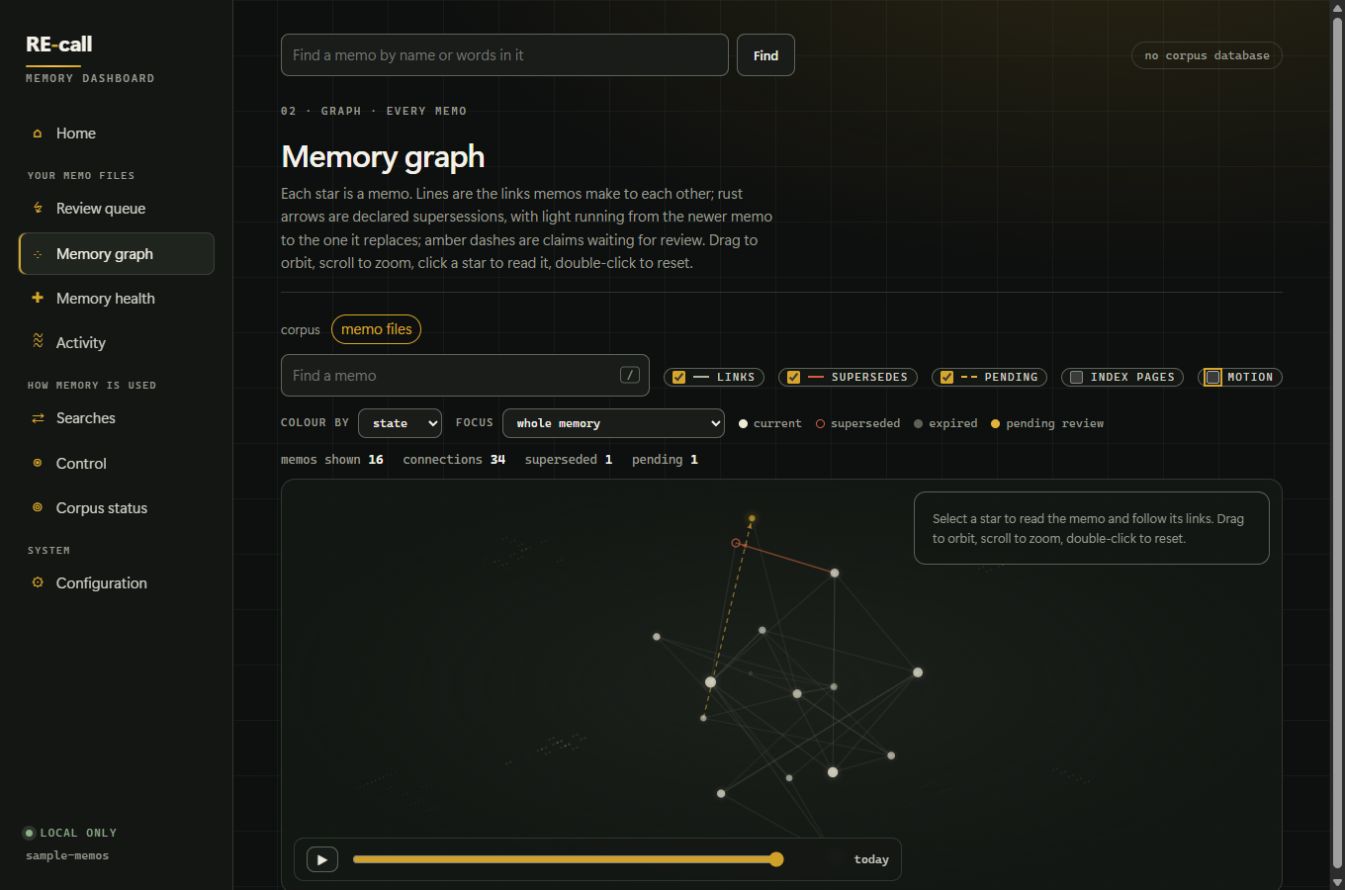 RE-call
MEMORY DASHBOARD
Home
YOUR MEMO FILES
Review queue
Memory graph
Memory health
Activity
HOW MEMORY IS USED
Searches
Control
Corpus status
SYSTEM
Configuration
LOCAL ONLY
sample-memos
Find a memo by name or words in it
Find
no corpus database
02 · GRAPH · EVERY MEMO
Memory graph
Each star is a memo. Lines are the links memos make to each other; rust
arrows are declared supersessions, with light running from the newer memo
to the one it replaces; amber dashes are claims waiting for review. Drag to
orbit, scroll to zoom, click a star to read it, double-click to reset.
corpus memo files
Find a memo /
LINKS SUPERSEDES PENDING INDEX PAGES MOTION
COLOUR BY state FOCUS whole memory current superseded expired pending review
memos shown 16 connections 34 superseded 1 pending 1
Select a star to read the memo and follow its links. Drag
to orbit, scroll to zoom, double-click to reset.
today